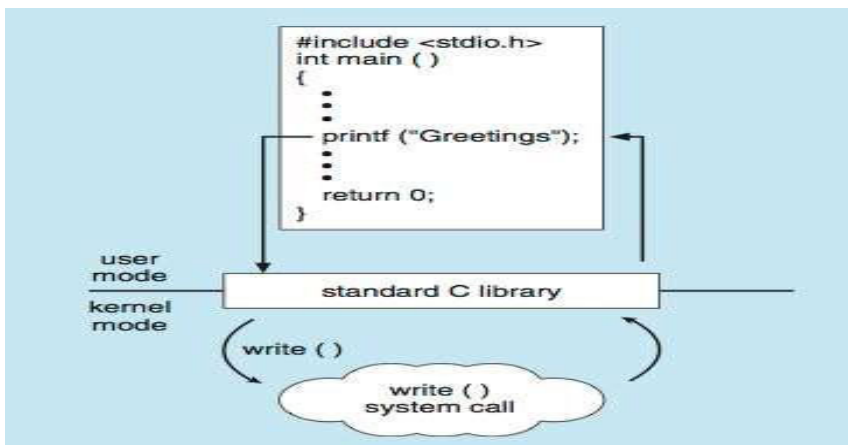 #include <stdio.h>
int main ( )
{
•
•
•
printf ("Greetings");
•
•
•
return 0;
}
user
mode
standard C library
kernel
mode
write ( )
write ( )
system call